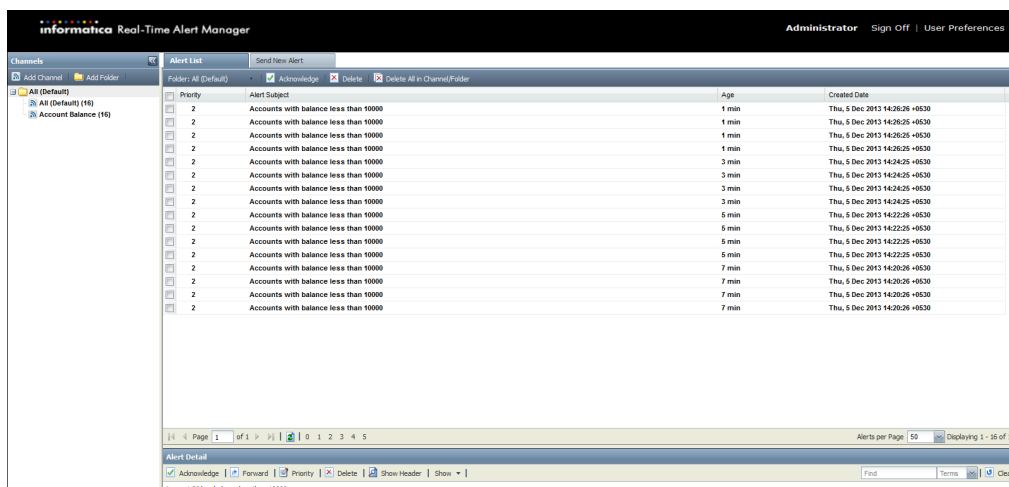 informatica Real-Time Alert Manager
Administrator Sign Off | User Preferences
Channels
Alert List Send New Alert
Add Channel Add Folder
Folder: All (Default) Acknowledge Delete Delete All in Channel/Folder
All (Default)
All (Default) (16)
Account Balance (16)
Priority Alert Subject Age Created Date
2 Accounts with balance less than 10000 1 min Thu, 5 Dec 2013 14:26:26 +0530
2 Accounts with balance less than 10000 1 min Thu, 5 Dec 2013 14:26:25 +0530
2 Accounts with balance less than 10000 1 min Thu, 5 Dec 2013 14:26:25 +0530
2 Accounts with balance less than 10000 1 min Thu, 5 Dec 2013 14:26:25 +0530
2 Accounts with balance less than 10000 3 min Thu, 5 Dec 2013 14:24:25 +0530
2 Accounts with balance less than 10000 3 min Thu, 5 Dec 2013 14:24:25 +0530
2 Accounts with balance less than 10000 3 min Thu, 5 Dec 2013 14:24:25 +0530
2 Accounts with balance less than 10000 3 min Thu, 5 Dec 2013 14:24:25 +0530
2 Accounts with balance less than 10000 5 min Thu, 5 Dec 2013 14:22:26 +0530
2 Accounts with balance less than 10000 5 min Thu, 5 Dec 2013 14:22:25 +0530
2 Accounts with balance less than 10000 5 min Thu, 5 Dec 2013 14:22:25 +0530
2 Accounts with balance less than 10000 5 min Thu, 5 Dec 2013 14:22:25 +0530
2 Accounts with balance less than 10000 7 min Thu, 5 Dec 2013 14:20:26 +0530
2 Accounts with balance less than 10000 7 min Thu, 5 Dec 2013 14:20:26 +0530
2 Accounts with balance less than 10000 7 min Thu, 5 Dec 2013 14:20:26 +0530
2 Accounts with balance less than 10000 7 min Thu, 5 Dec 2013 14:20:26 +0530
Page 1 of 1 0 1 2 3 4 5 Alerts per Page 50 Displaying 1 - 16 of
Alert Detail
Acknowledge | Forward | Priority | Delete | Show Header | Show Find Terms Clea